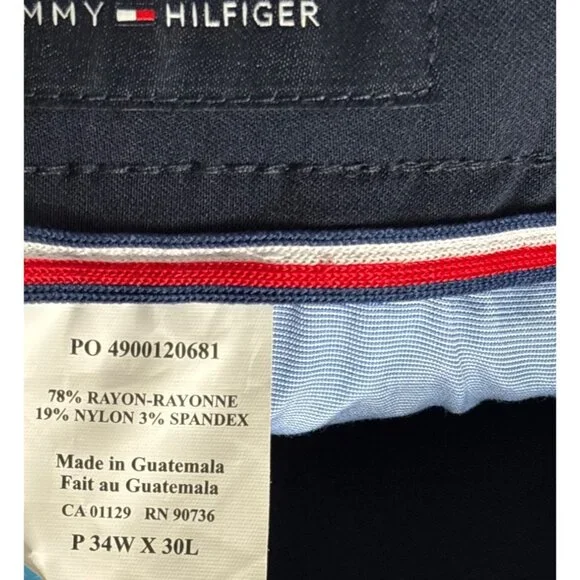 MMY HILFIGER
PO 4900120681
78% RAYON-RAYONNE
19% NYLON 3% SPANDEX
Made in Guatemala
Fait au Guatemala
CA 01129 RN 90736
P 34W X 30L